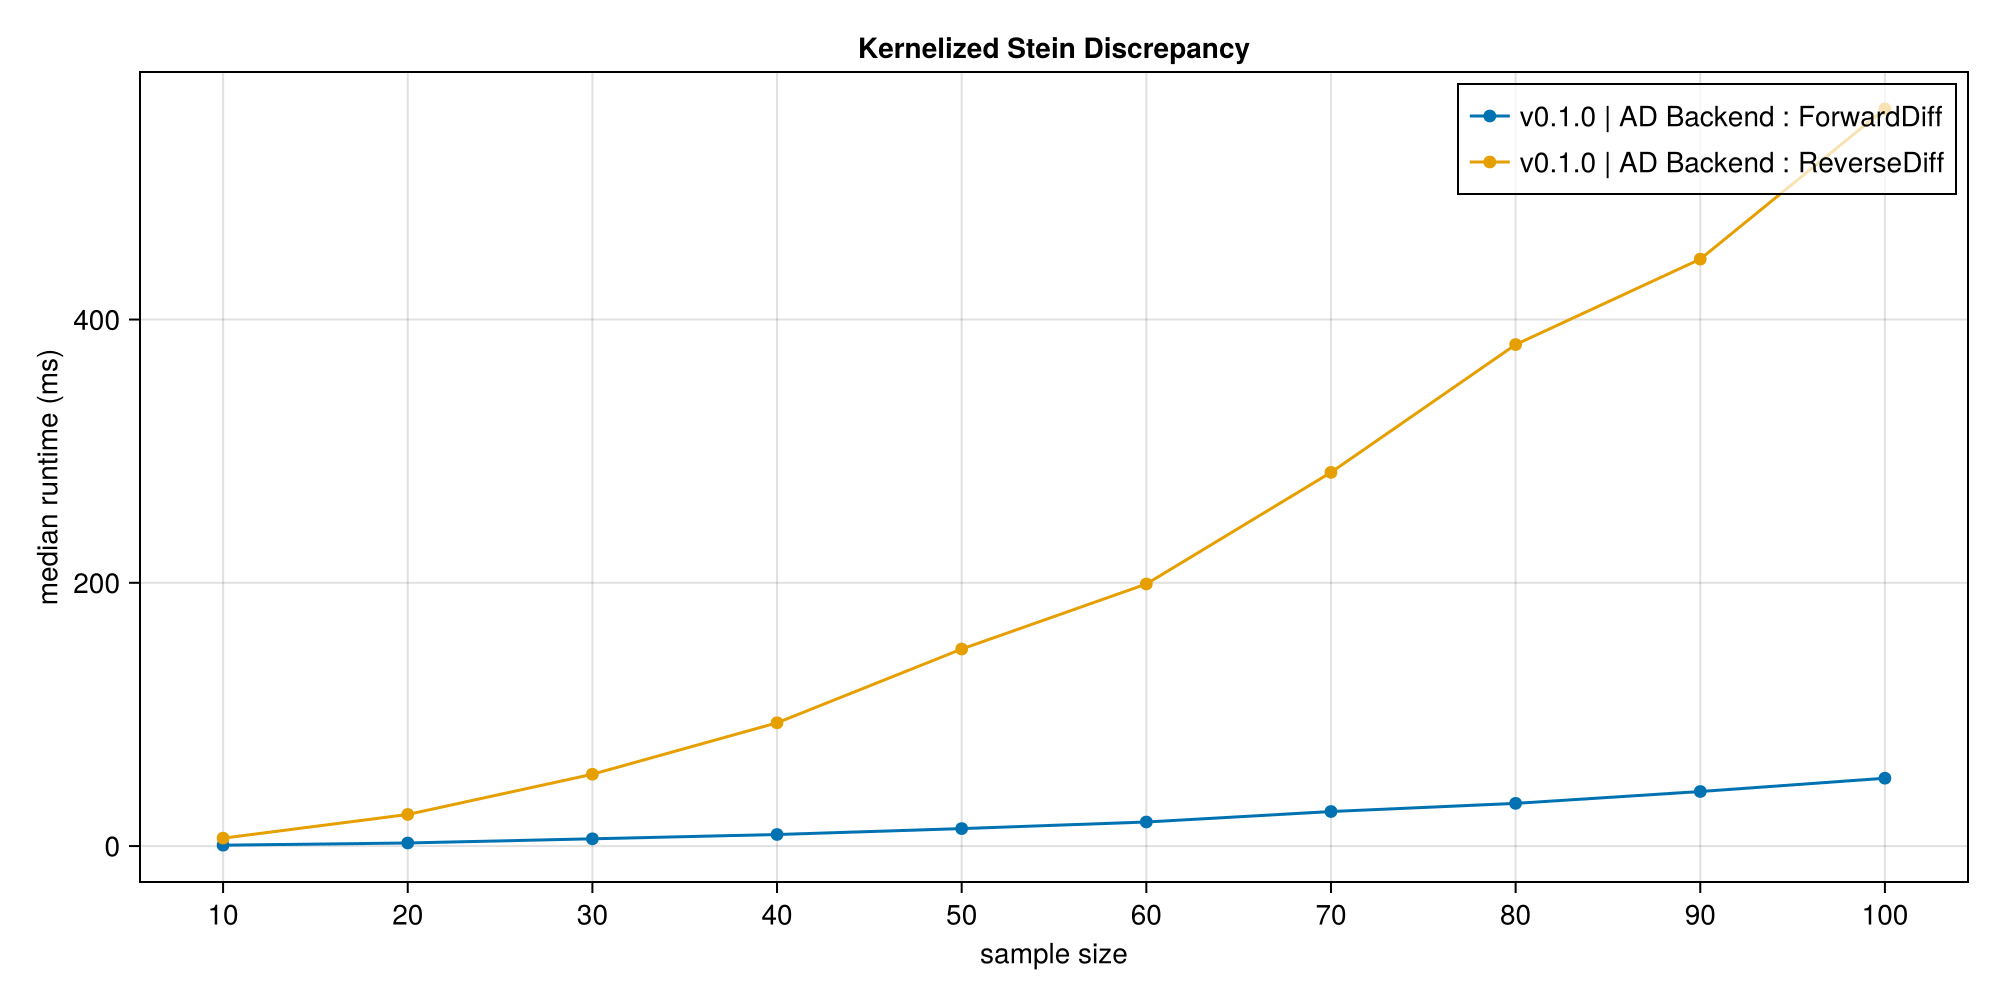 Kernelized Stein Discrepancy
v0.1.0 | AD Backend : ForwardDiff
v0.1.0 | AD Backend : ReverseDiff
median runtime (ms)
400
200
0
10 20 30 40 50 60 70 80 90 100
sample size